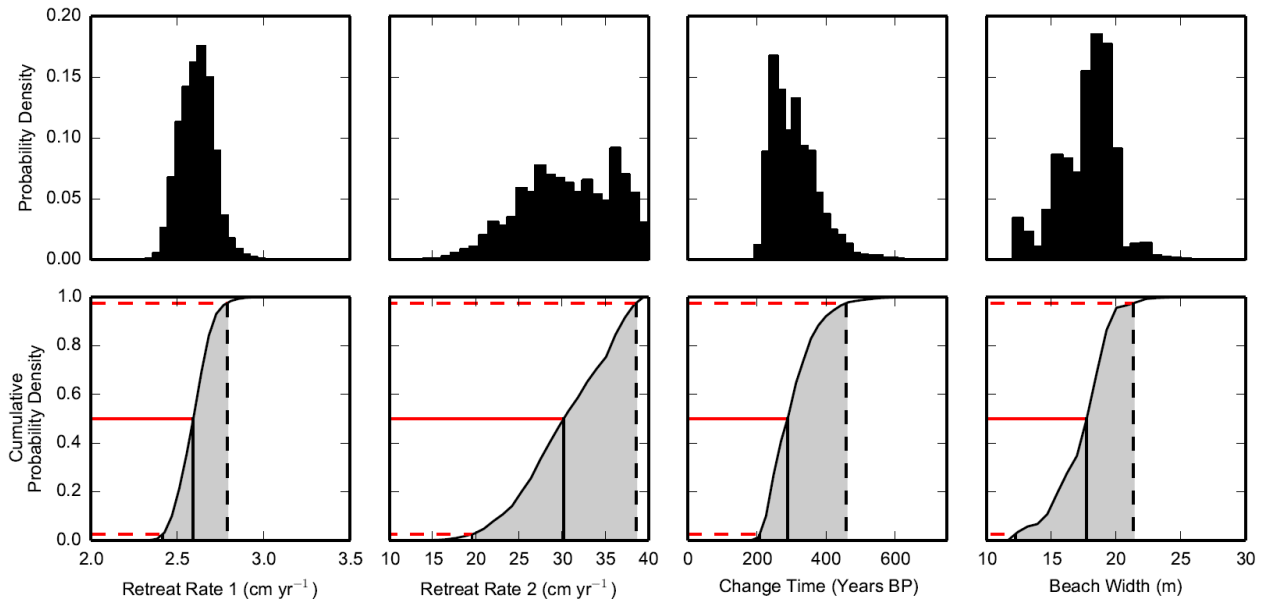 0.20
0.15
0.10
0.05
0.00
Probability Density
1.0
0.8
0.6
0.4
0.2
0.0
Cumulative
Probability Density
2.0 2.5 3.0 3.5
Retreat Rate 1 (cm yr⁻¹)
10 15 20 25 30 35 40
Retreat Rate 2 (cm yr⁻¹)
0 200 400 600
Change Time (Years BP)
10 15 20 25 30
Beach Width (m)